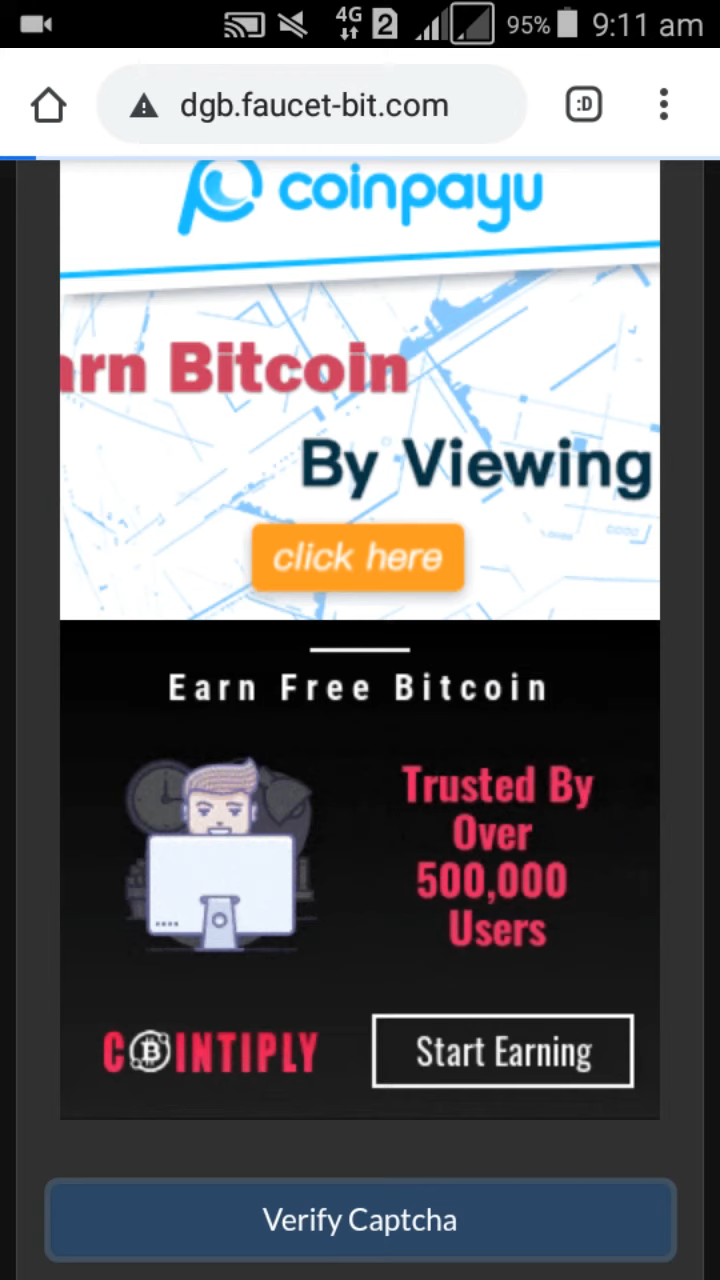 4G 2 95% 9:11 am
dgb.faucet-bit.com :D
coinpayu
arn Bitcoin
By Viewing
click here
Earn Free Bitcoin
Trusted By
Over
500,000
Users
COINTIPLY
Start Earning
Verify Captcha